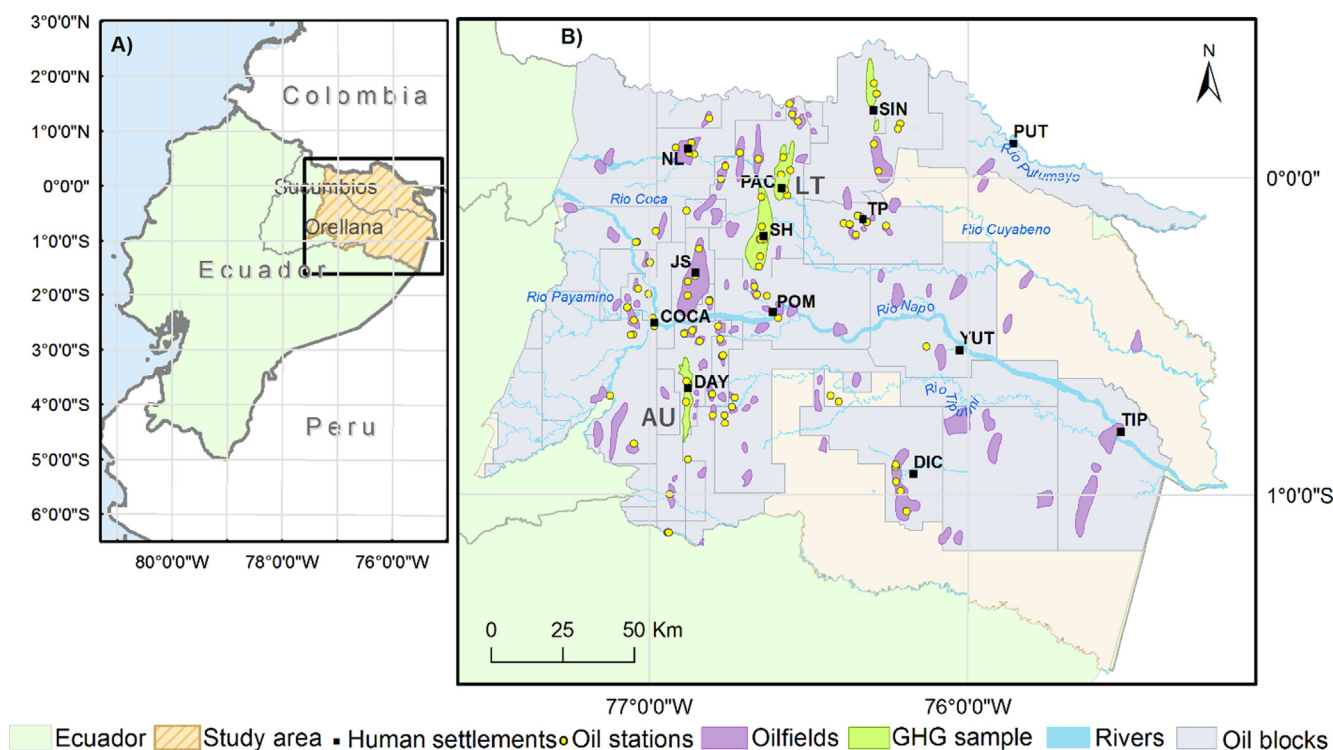 A)
3°0'0"N
2°0'0"N
1°0'0"N
0°0'0"
1°0'0"S
2°0'0"S
3°0'0"S
4°0'0"S
5°0'0"S
6°0'0"S
80°0'0"W 78°0'0"W 76°0'0"W
Colombia
Sucumbios
Orellana
Ecuador
Peru
B)
N
SIN
PUT
Rio Putumayo
NL
PAC
LT
0°0'0"
Rio Coca
TP
SH
Rio Cuyabeno
JS
Rio Payamino
POM
COCA
Rio Napo
YUT
DAY
Rio Tiputini
AU
TIP
DIC
1°0'0"S
0 25 50 Km
77°0'0"W 76°0'0"W
Ecuador Study area Human settlements Oil stations Oilfields GHG sample Rivers Oil blocks